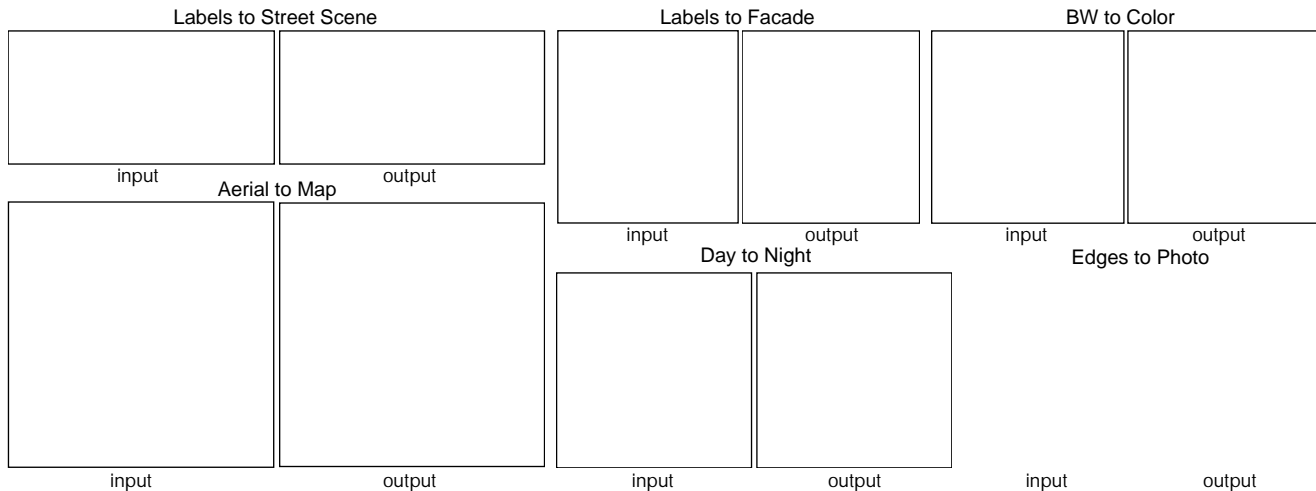 Labels to Street Scene
input output
Aerial to Map
input output
Labels to Facade
input output
Day to Night
input output
BW to Color
input output
Edges to Photo
input output